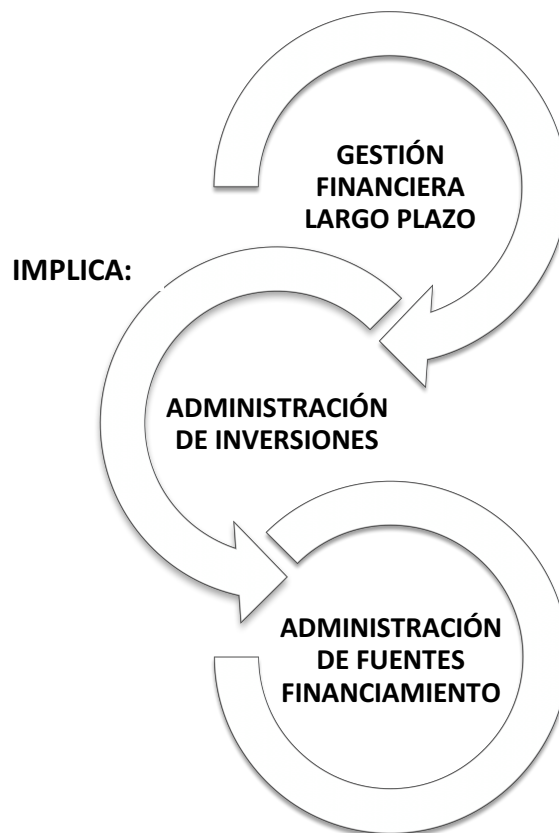 GESTIÓN
FINANCIERA
LARGO PLAZO
IMPLICA:
ADMINISTRACIÓN
DE INVERSIONES
ADMINISTRACIÓN
DE FUENTES
FINANCIAMIENTO